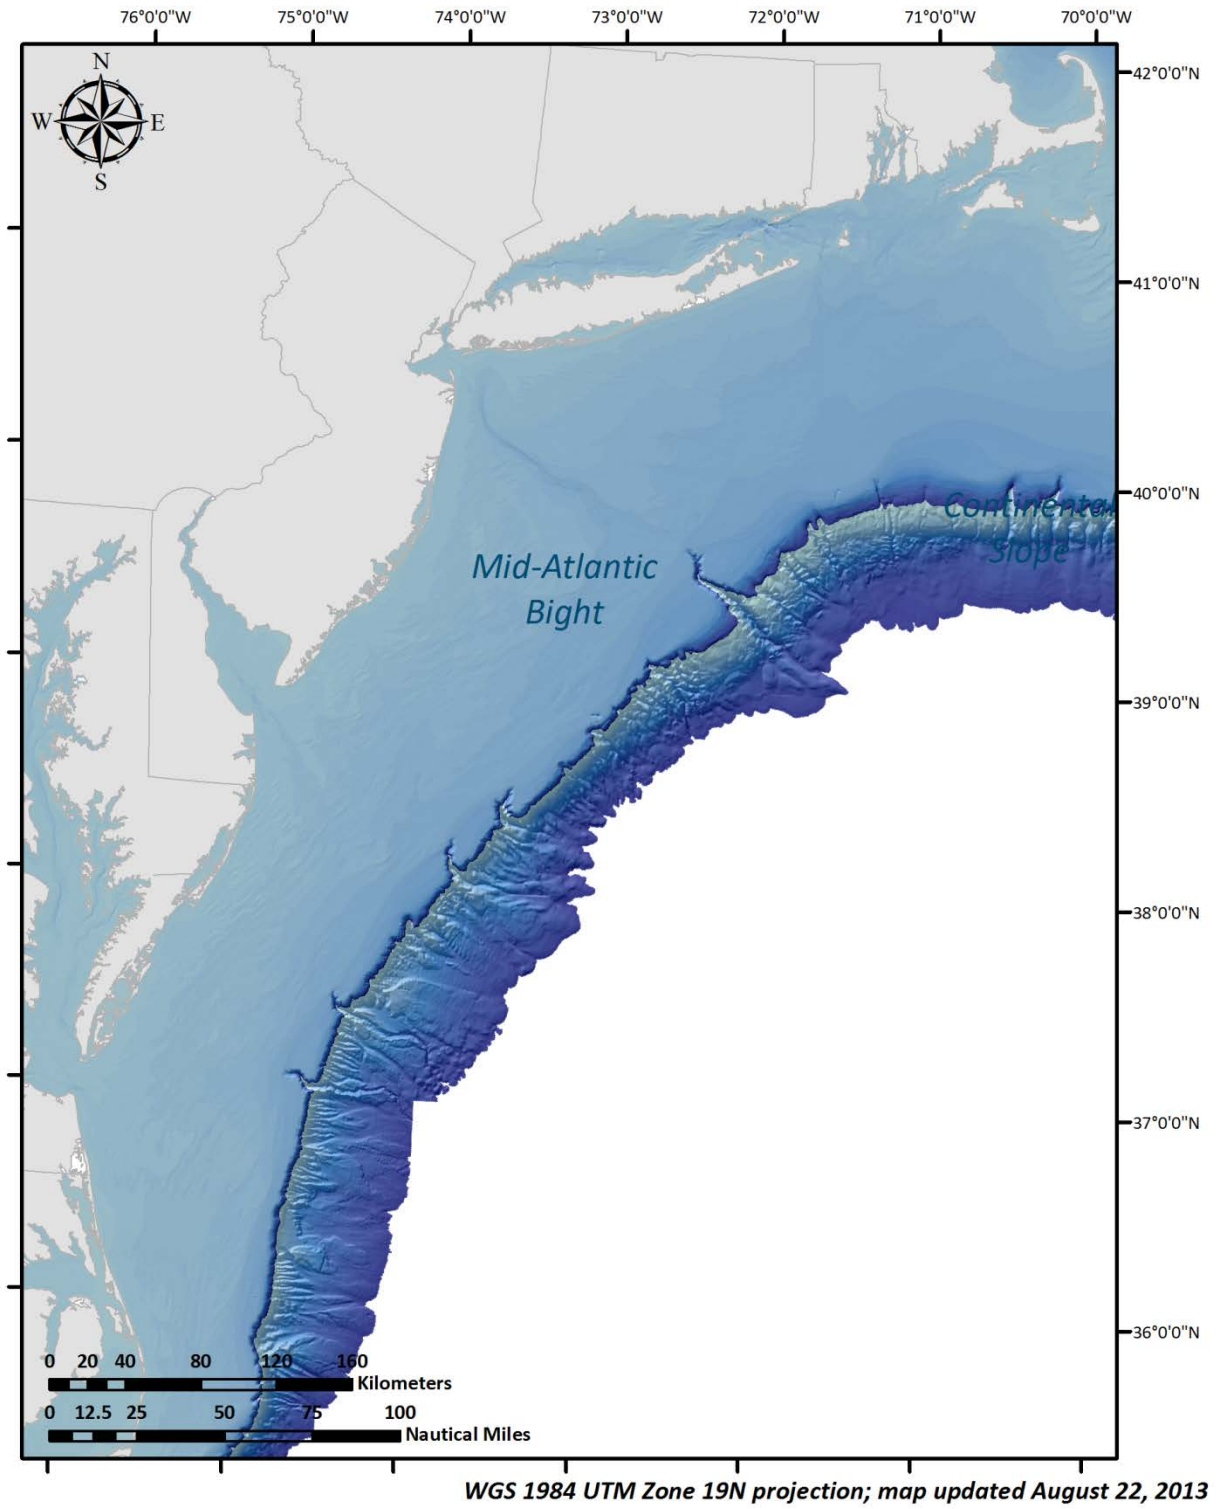 76°0'0"W 75°0'0"W 74°0'0"W 73°0'0"W 72°0'0"W 71°0'0"W 70°0'0"W
N
W E
S
42°0'0"N
41°0'0"N
40°0'0"N
Continental
Slope
Mid-Atlantic
Bight
39°0'0"N
38°0'0"N
37°0'0"N
36°0'0"N
0 20 40 80 120 160
Kilometers
0 12.5 25 50 75 100
Nautical Miles
WGS 1984 UTM Zone 19N projection; map updated August 22, 2013